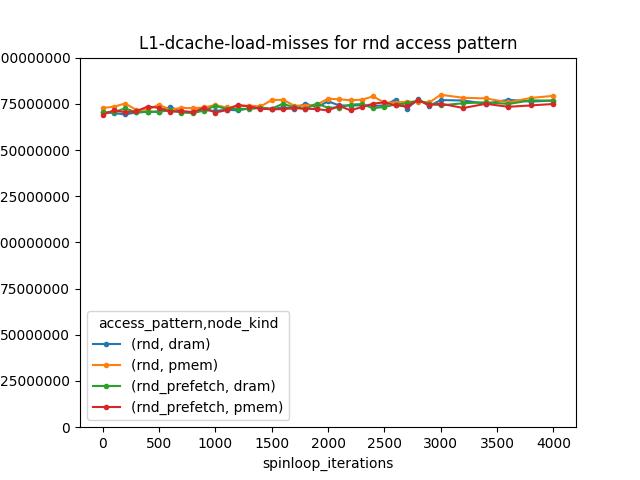 L1-dcache-load-misses for rnd access pattern
00000000
75000000
50000000
25000000
00000000
75000000
50000000
25000000
0
access_pattern,node_kind
(rnd, dram)
(rnd, pmem)
(rnd_prefetch, dram)
(rnd_prefetch, pmem)
0 500 1000 1500 2000 2500 3000 3500 4000
spinloop_iterations